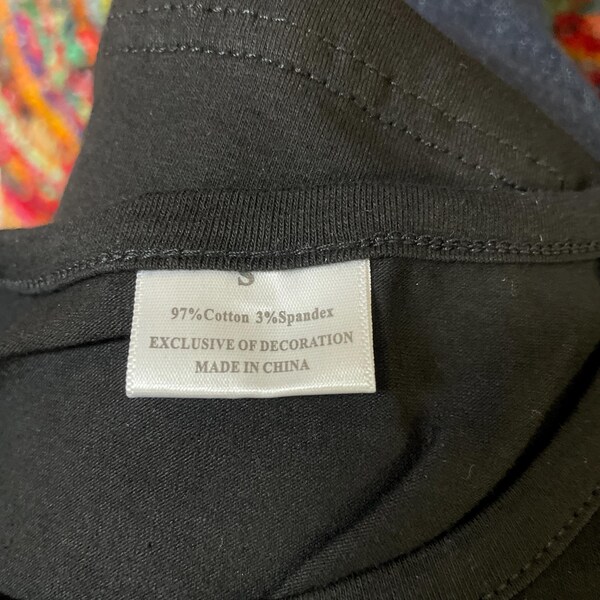 S
97%Cotton 3%Spandex
EXCLUSIVE OF DECORATION
MADE IN CHINA